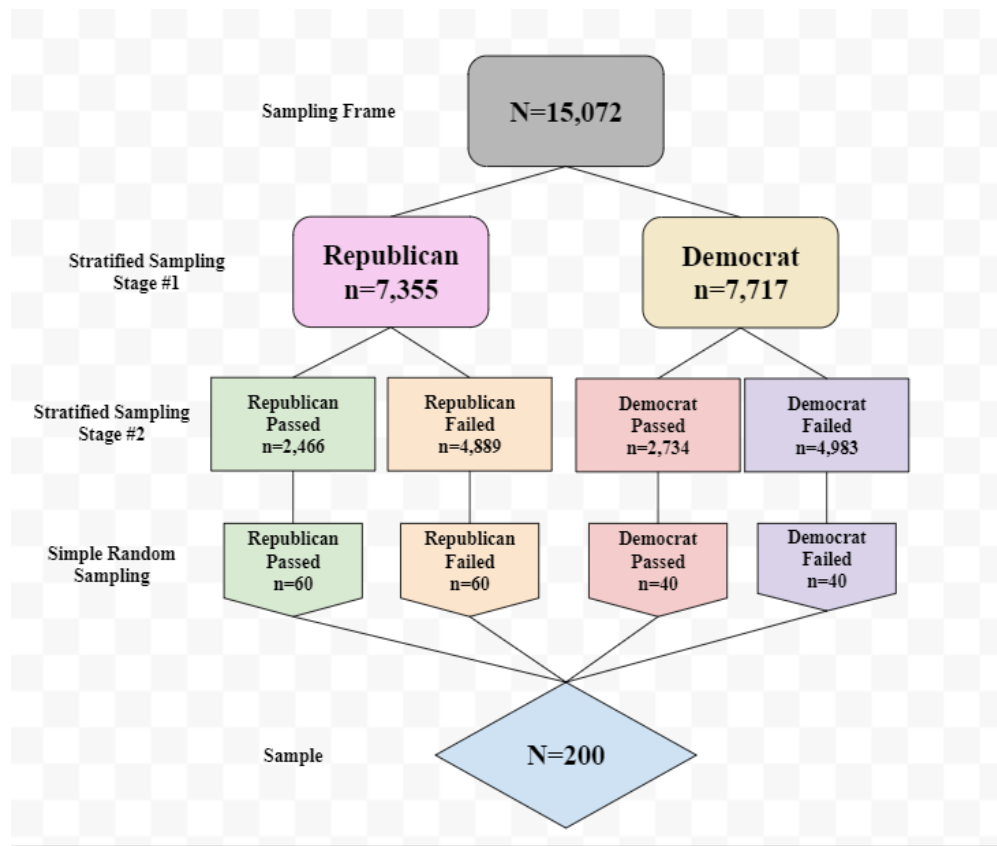 Sampling Frame
N=15,072
Stratified Sampling
Stage #1
Republican
n=7,355
Democrat
n=7,717
Stratified Sampling
Stage #2
Republican
Passed
n=2,466
Republican
Failed
n=4,889
Democrat
Passed
n=2,734
Democrat
Failed
n=4,983
Simple Random
Sampling
Republican
Passed
n=60
Republican
Failed
n=60
Democrat
Passed
n=40
Democrat
Failed
n=40
Sample
N=200